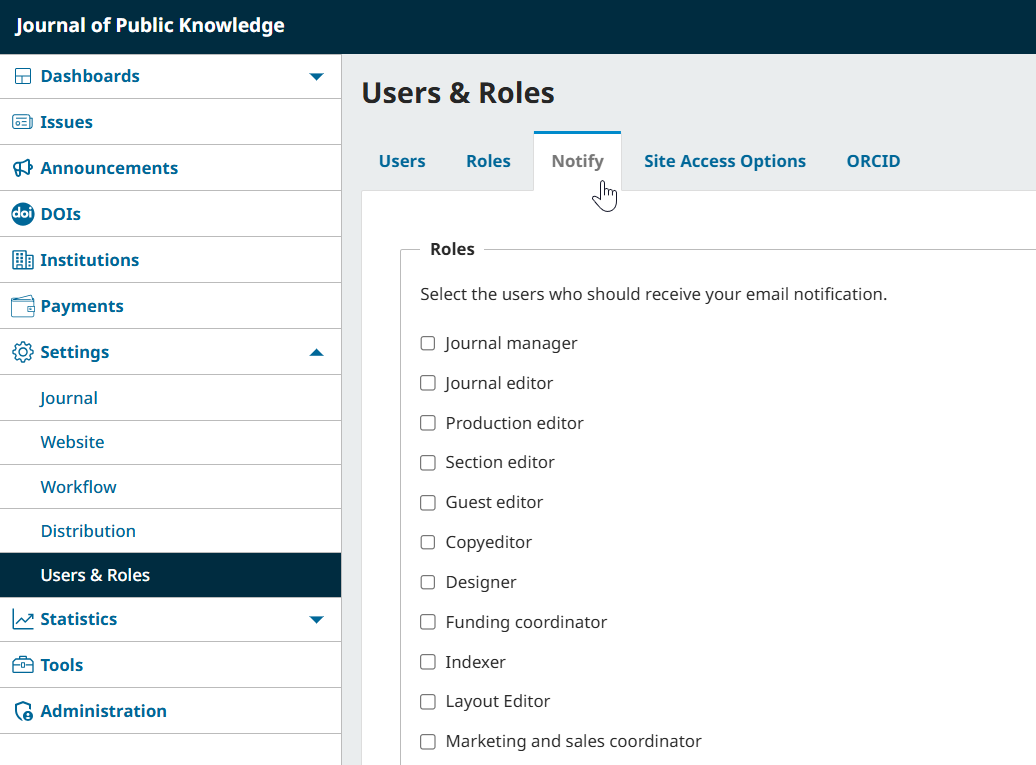 Journal of Public Knowledge
Dashboards
Issues
Announcements
doi DOIs
Institutions
Payments
Settings
Journal
Website
Workflow
Distribution
Users & Roles
Statistics
Tools
Administration
Users & Roles
Users Roles Notify Site Access Options ORCID
Roles
Select the users who should receive your email notification.
Journal manager
Journal editor
Production editor
Section editor
Guest editor
Copyeditor
Designer
Funding coordinator
Indexer
Layout Editor
Marketing and sales coordinator